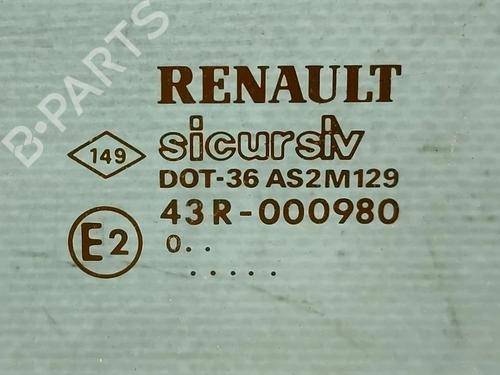 B-PARTS
RENAULT
149 sicursiv
DOT-36 AS2M129
E2 43R-000980
0..
.....